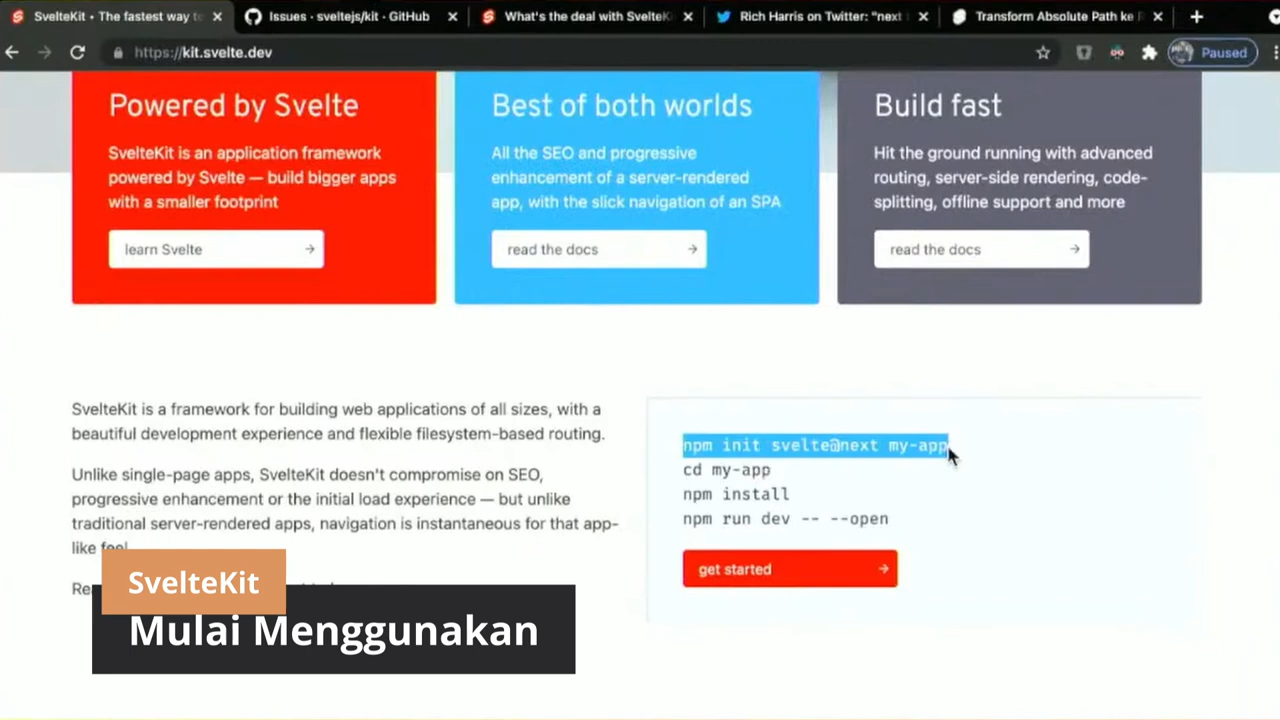 SvelteKit • The fastest way to
Issues · sveltejs/kit · GitHub
What's the deal with SvelteK
Rich Harris on Twitter: "next
Transform Absolute Path ke
https://kit.svelte.dev
Paused
Powered by Svelte
SvelteKit is an application framework
powered by Svelte — build bigger apps
with a smaller footprint
learn Svelte
Best of both worlds
All the SEO and progressive
enhancement of a server-rendered
app, with the slick navigation of an SPA
read the docs
Build fast
Hit the ground running with advanced
routing, server-side rendering, code-
splitting, offline support and more
read the docs
SvelteKit is a framework for building web applications of all sizes, with a
beautiful development experience and flexible filesystem-based routing.
Unlike single-page apps, SvelteKit doesn't compromise on SEO,
progressive enhancement or the initial load experience — but unlike
traditional server-rendered apps, navigation is instantaneous for that app-
like feel
npm init svelte@next my-app
cd my-app
npm install
npm run dev -- --open
get started
SvelteKit
Mulai Menggunakan